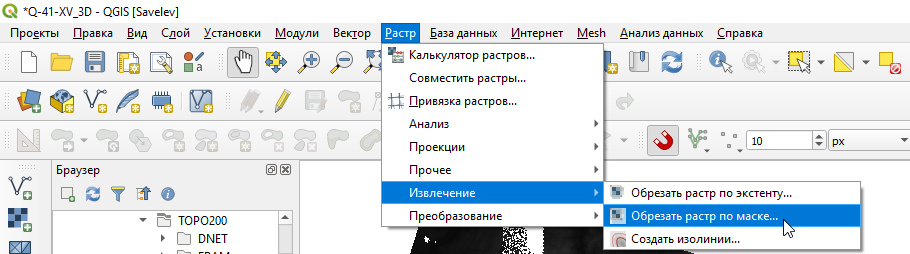 *Q-41-XV_3D - QGIS [Savelev]
Проекты Правка Вид Слой Установки Модули Вектор Растр База данных Интернет Mesh Анализ данных Справка
Калькулятор растров...
Совместить растры...
Привязка растров...
Анализ
10 px
Проекции
Браузер
Прочее
Извлечение
Обрезать растр по экстенту...
Преобразование
Обрезать растр по маске...
TOPO200
DNET
Создать изолинии...